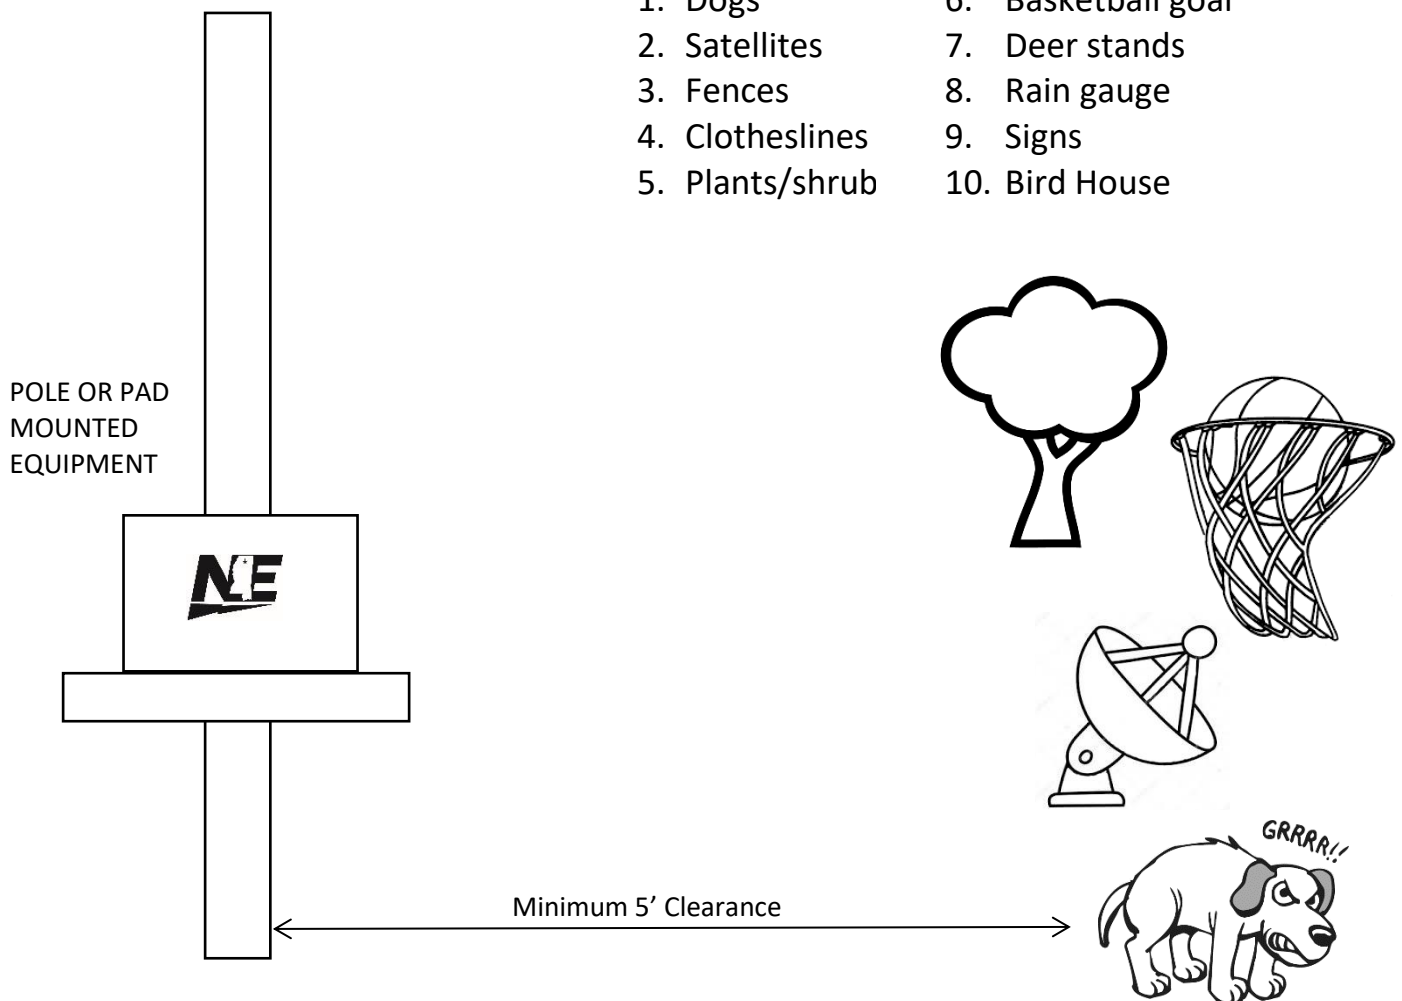 1. Dogs
2. Satellites
3. Fences
4. Clotheslines
5. Plants/shrub
6. Basketball goal
7. Deer stands
8. Rain gauge
9. Signs
10. Bird House
POLE OR PAD
MOUNTED
EQUIPMENT
NE
GRRRR!!
Minimum 5’ Clearance